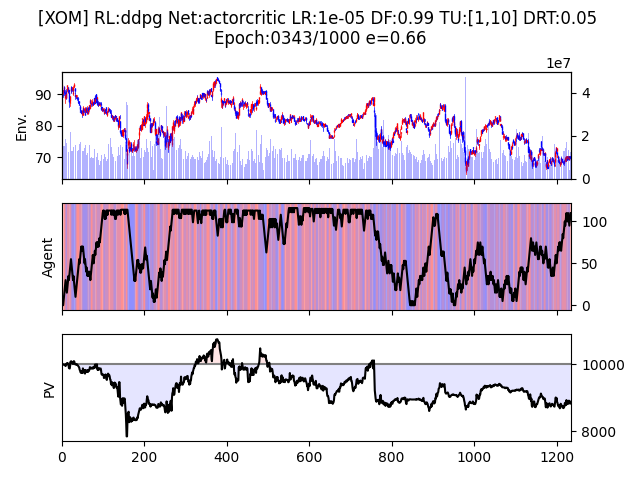 [XOM] RL:ddpg Net:actorcritic LR:1e-05 DF:0.99 TU:[1,10] DRT:0.05
Epoch:0343/1000 e=0.66
1e7
Env.
90
80
70
4
2
0
Agent
100
50
0
PV
10000
8000
0 200 400 600 800 1000 1200